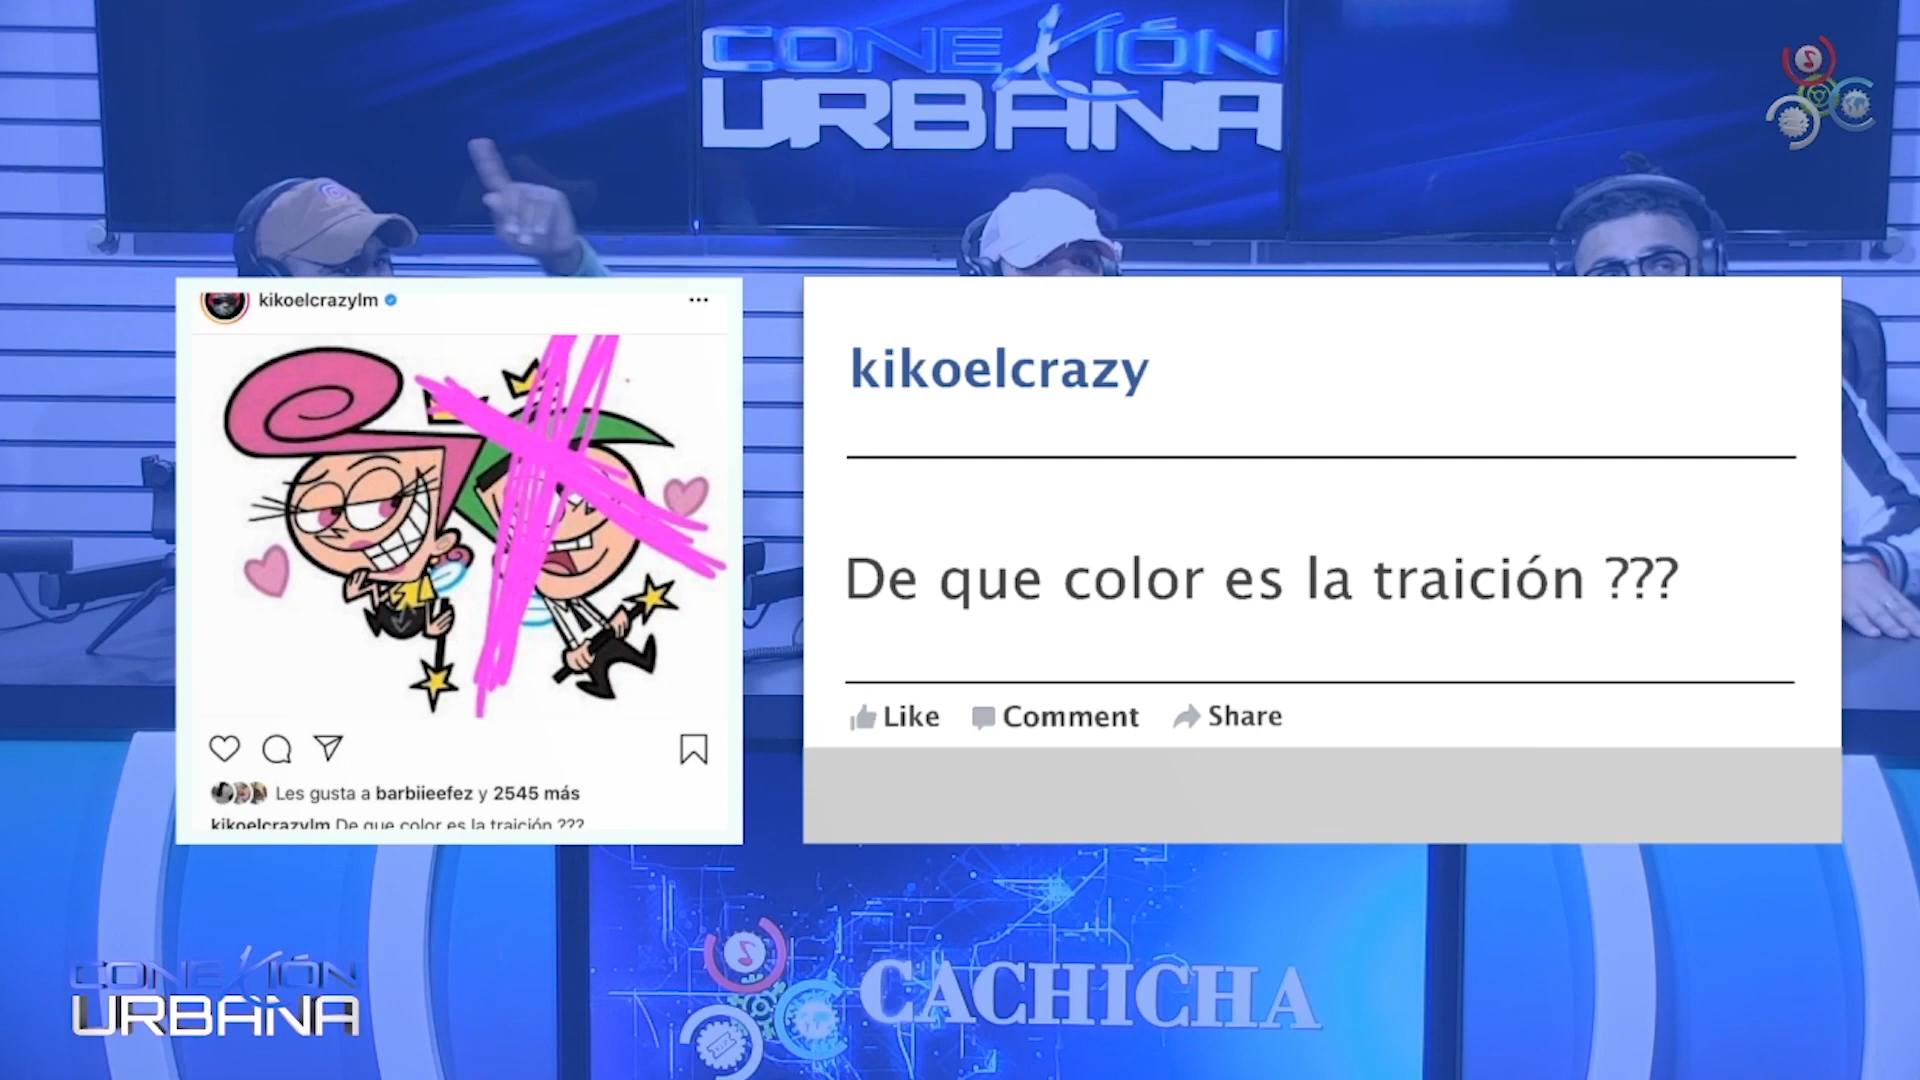 CONEXIÓN
URBANA
kikoelcrazylm
Les gusta a barbiieefez y 2545 más
kikoelcrazylm De que color es la traición ???
kikoelcrazy
De que color es la traición ???
Like Comment Share
CONEXIÓN
URBANA
CACHICHA